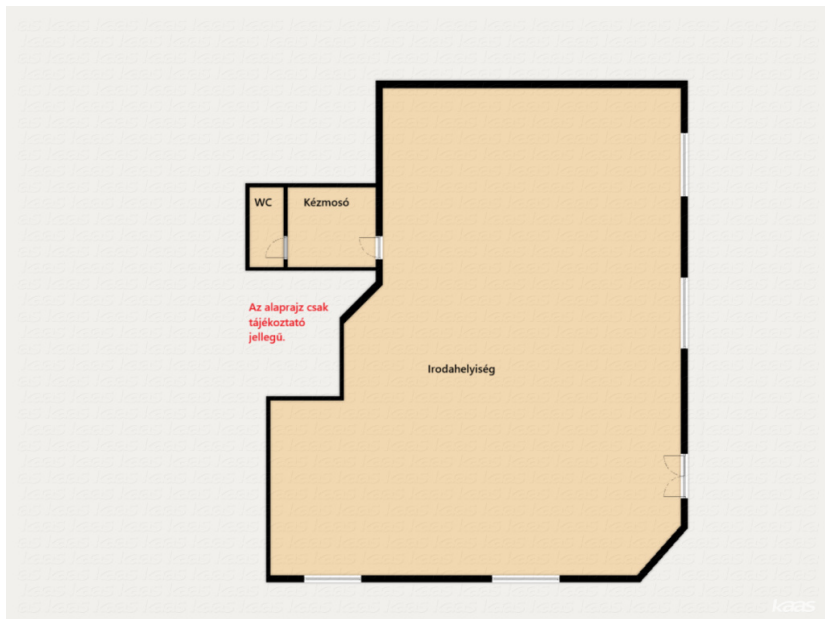 WC
Kézmosó
Az alaprajz csak
tájékoztató
jellegű.
Irodahelyiség
kaas